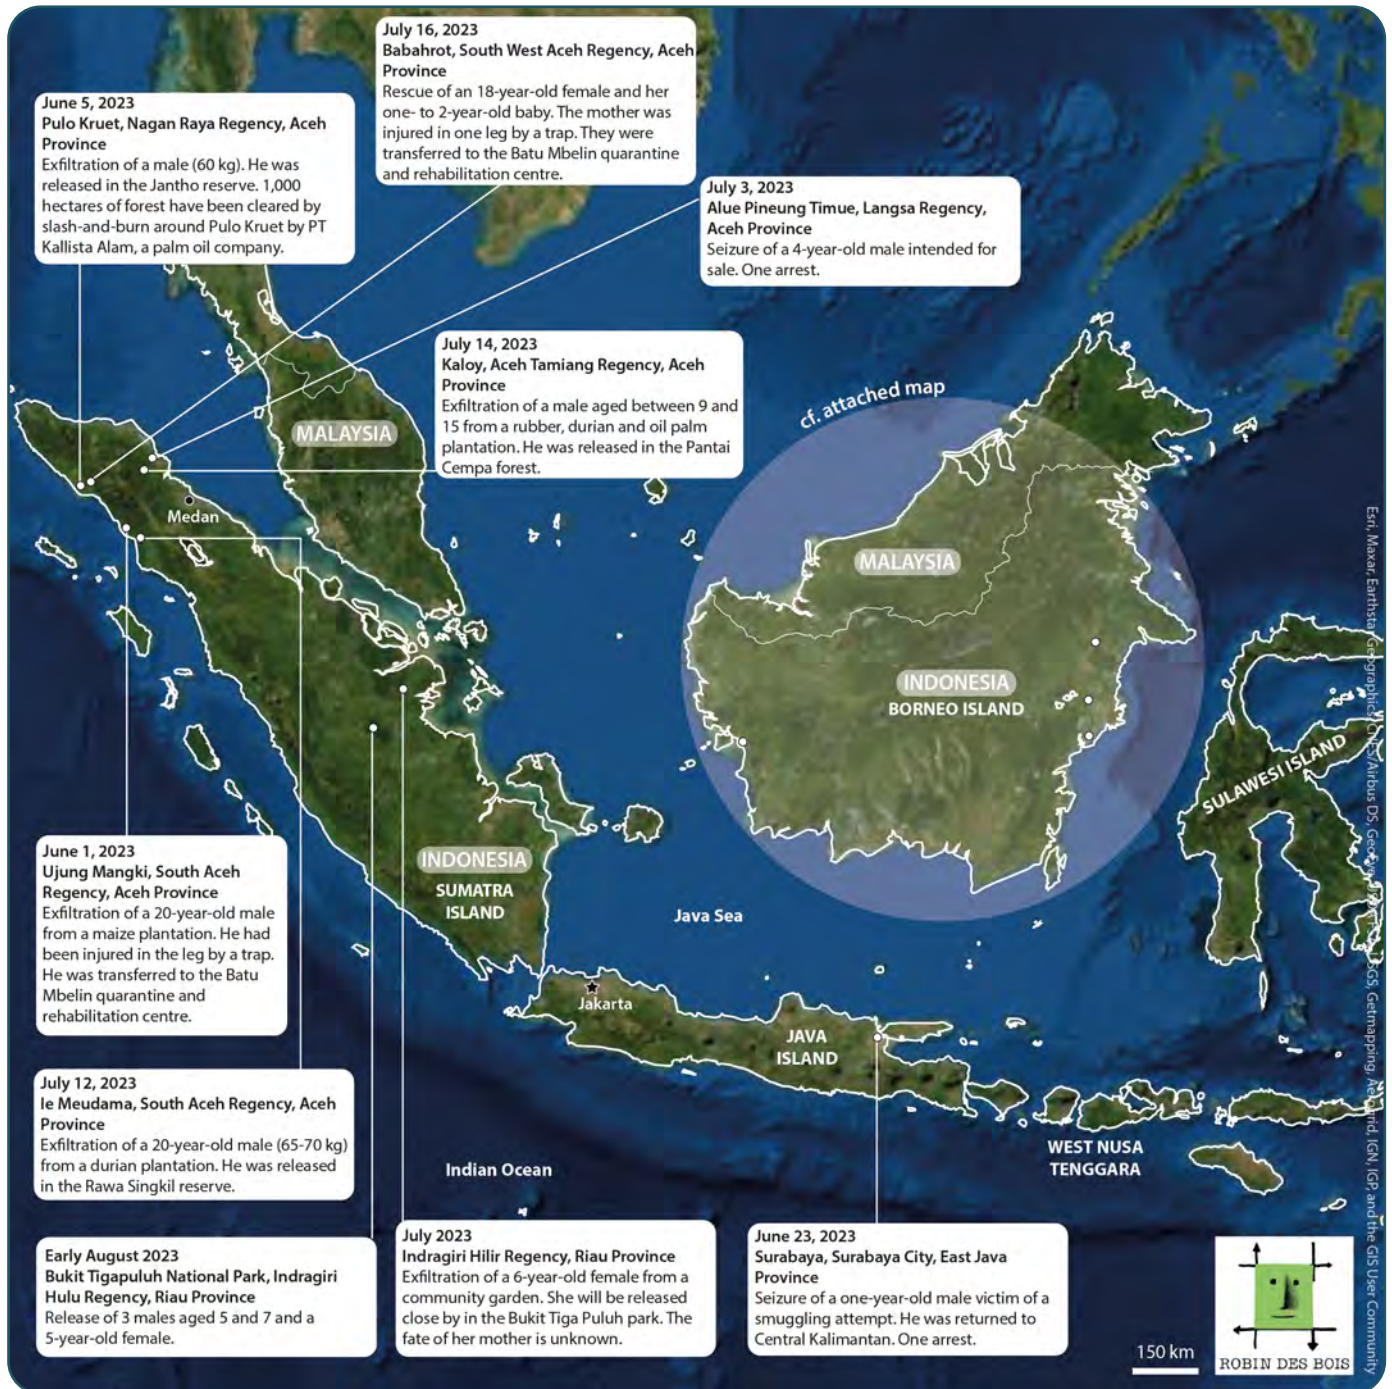 July 16, 2023
Babahrot, South West Aceh Regency, Aceh
Province
Rescue of an 18-year-old female and her
one- to 2-year-old baby. The mother was
injured in one leg by a trap. They were
transferred to the Batu Mbelin quarantine
and rehabilitation centre.
June 5, 2023
Pulo Kruet, Nagan Raya Regency, Aceh
Province
Exfiltration of a male (60 kg). He was
released in the Jantho reserve. 1,000
hectares of forest have been cleared by
slash-and-burn around Pulo Kruet by PT
Kallista Alam, a palm oil company.
July 3, 2023
Alue Pineung Timue, Langsa Regency,
Aceh Province
Seizure of a 4-year-old male intended for
sale. One arrest.
July 14, 2023
Kaloy, Aceh Tamiang Regency, Aceh
Province
Exfiltration of a male aged between 9 and
15 from a rubber, durian and oil palm
plantation. He was released in the Pantai
Cempa forest.
cf. attached map
MALAYSIA
Medan
MALAYSIA
INDONESIA
BORNEO ISLAND
SULAWESI ISLAND
INDONESIA
SUMATRA
ISLAND
Java Sea
Jakarta
JAVA
ISLAND
WEST NUSA
TENGGARA
Indian Ocean
June 1, 2023
Ujung Mangki, South Aceh
Regency, Aceh Province
Exfiltration of a 20-year-old male
from a maize plantation. He had
been injured in the leg by a trap.
He was transferred to the Batu
Mbelin quarantine and
rehabilitation centre.
July 12, 2023
Ie Meudama, South Aceh Regency, Aceh
Province
Exfiltration of a 20-year-old male (65-70 kg)
from a durian plantation. He was released
in the Rawa Singkil reserve.
Early August 2023
Bukit Tigapuluh National Park, Indragiri
Hulu Regency, Riau Province
Release of 3 males aged 5 and 7 and a
5-year-old female.
July 2023
Indragiri Hilir Regency, Riau Province
Exfiltration of a 6-year-old female from a
community garden. She will be released
close by in the Bukit Tiga Puluh park. The
fate of her mother is unknown.
June 23, 2023
Surabaya, Surabaya City, East Java
Province
Seizure of a one-year-old male victim of a
smuggling attempt. He was returned to
Central Kalimantan. One arrest.
150 km
ROBIN DES BOIS
Esri, Maxar, Earthstar Geographics, CNES/Airbus DS, USGS, Getmapping, Aerogrid, IGN, IGP, and the GIS User Community